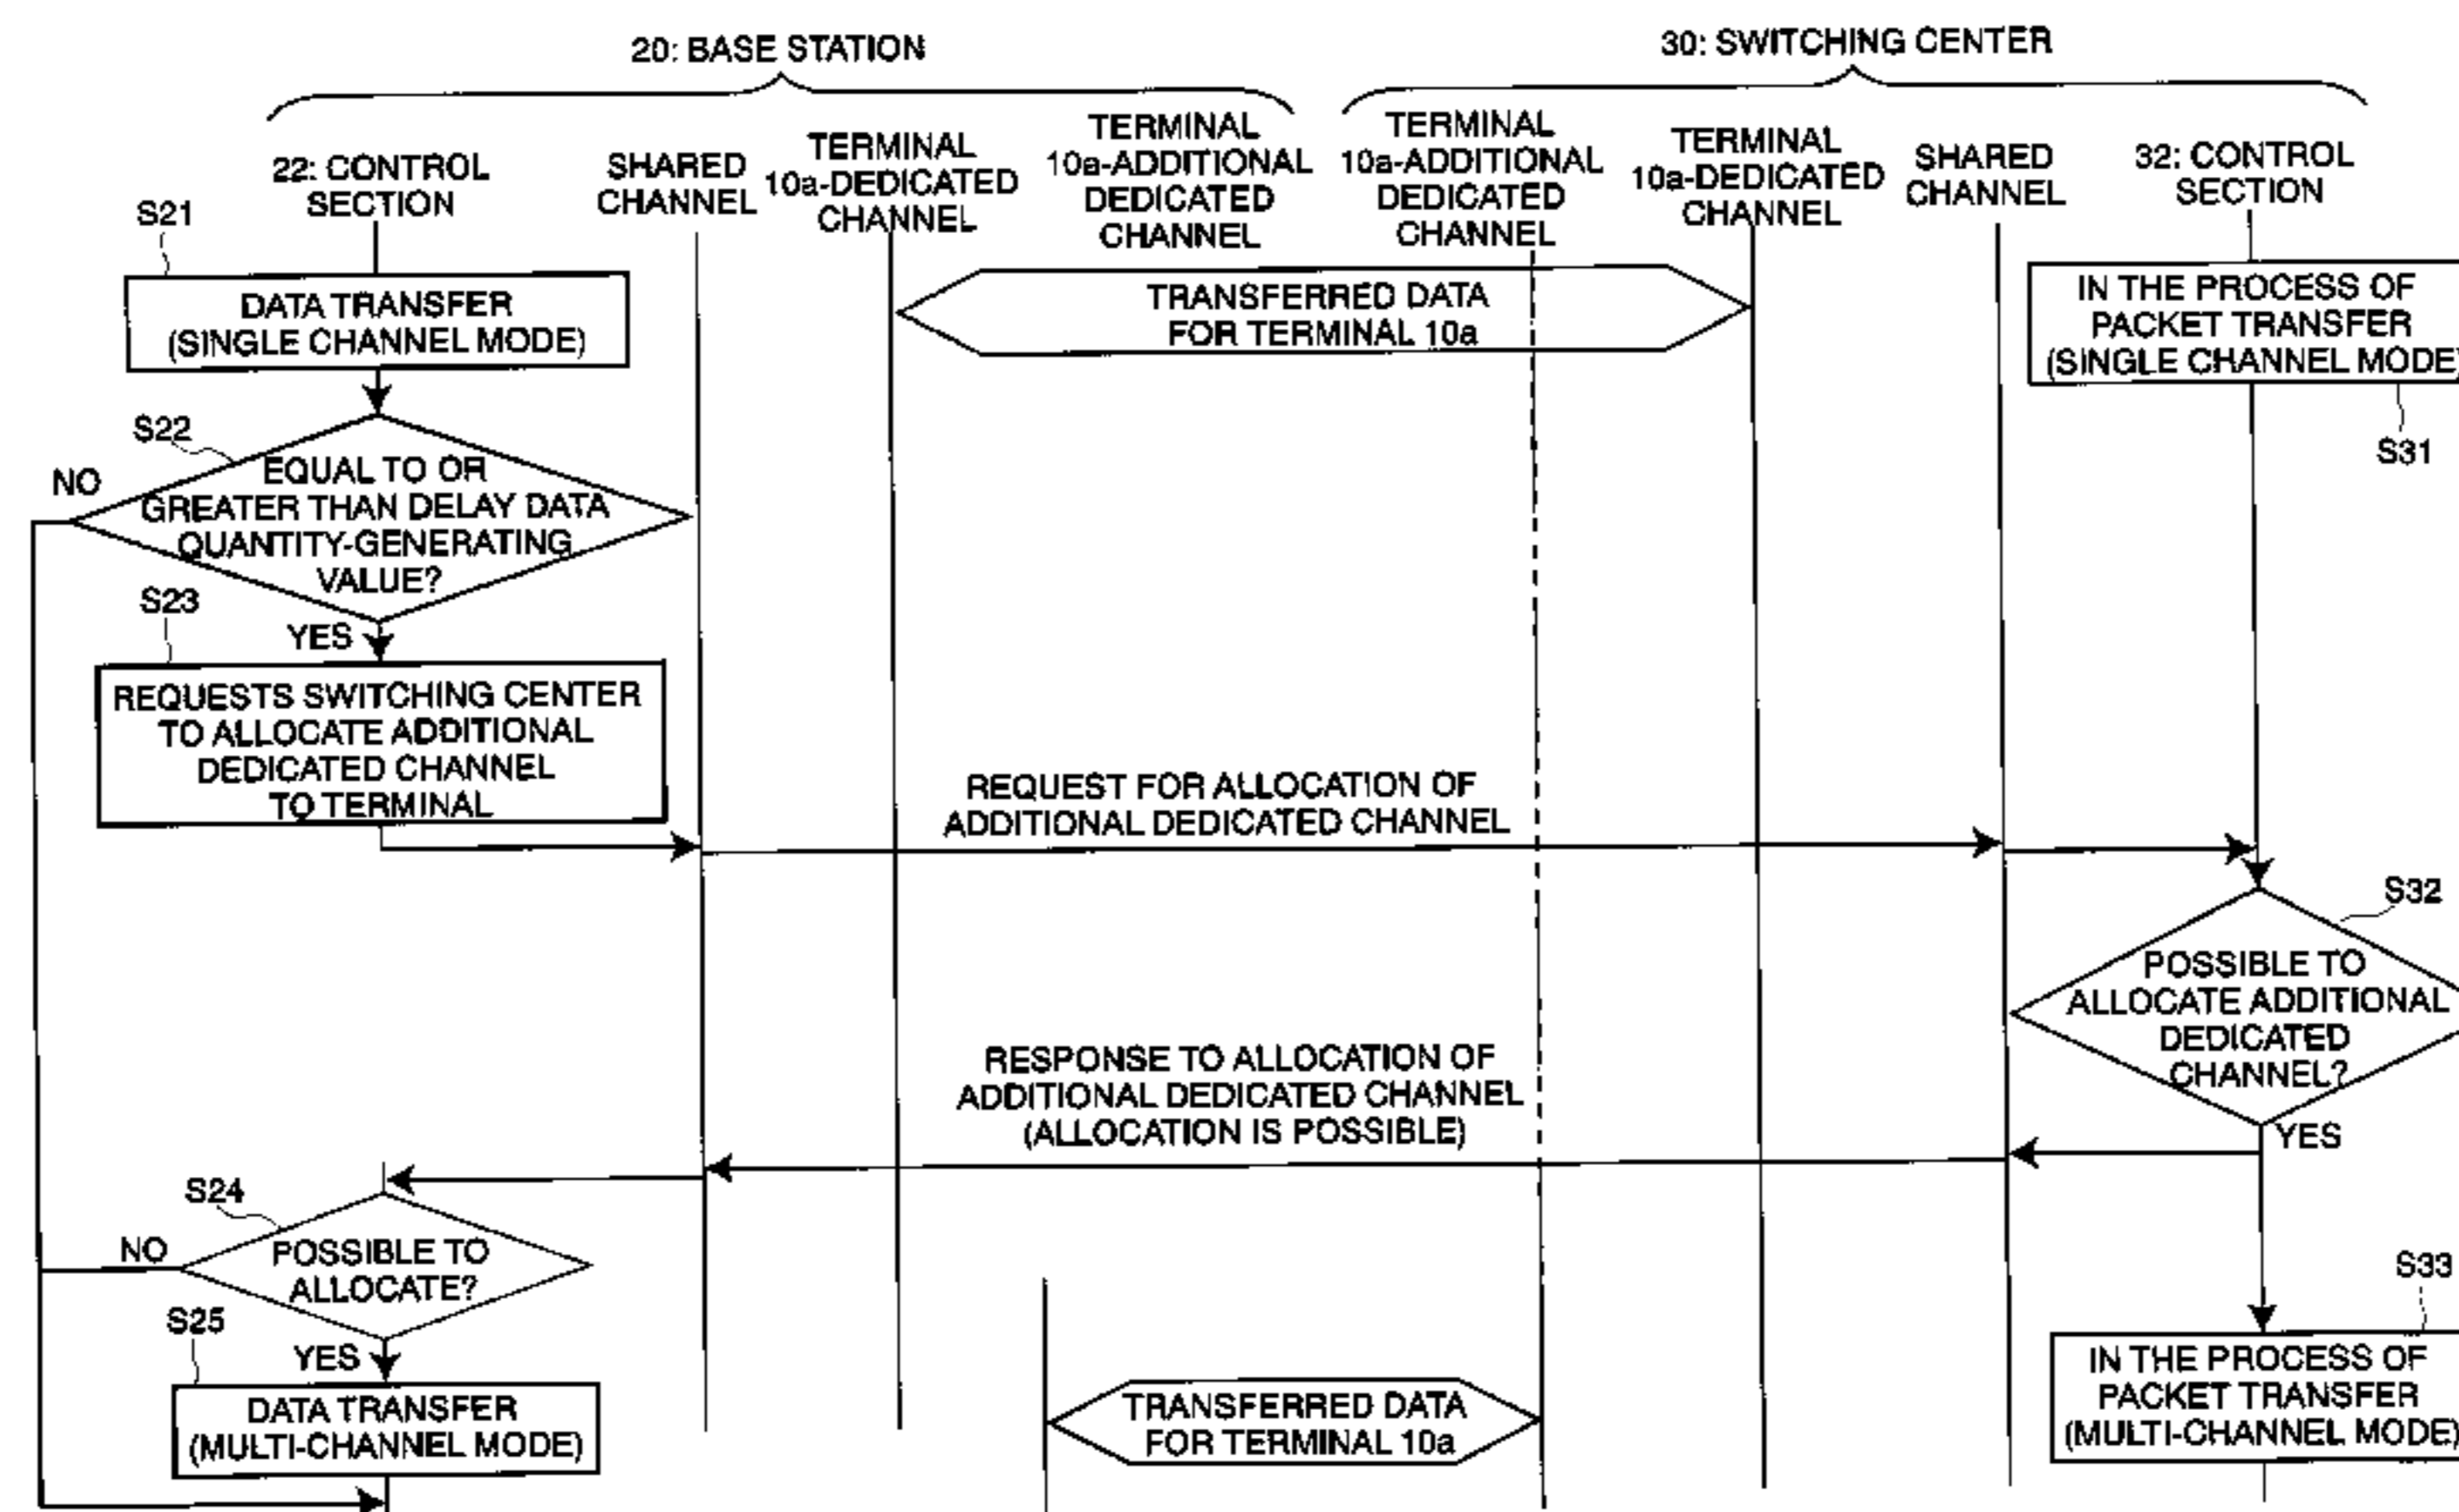 20: BASE STATION
30: SWITCHING CENTER
22: CONTROL
SECTION
SHARED
CHANNEL
TERMINAL
10a-DEDICATED
CHANNEL
TERMINAL
10a-ADDITIONAL
DEDICATED
CHANNEL
TERMINAL
10a-ADDITIONAL
DEDICATED
CHANNEL
TERMINAL
10a-DEDICATED
CHANNEL
SHARED
CHANNEL
32: CONTROL
SECTION
S21
DATA TRANSFER
(SINGLE CHANNEL MODE)
TRANSFERRED DATA
FOR TERMINAL 10a
IN THE PROCESS OF
PACKET TRANSFER
(SINGLE CHANNEL MODE)
S31
S22
NO
EQUAL TO OR
GREATER THAN DELAY DATA
QUANTITY-GENERATING
VALUE?
S23
YES
REQUESTS SWITCHING CENTER
TO ALLOCATE ADDITIONAL
DEDICATED CHANNEL
TO TERMINAL
REQUEST FOR ALLOCATION OF
ADDITIONAL DEDICATED CHANNEL
S32
POSSIBLE TO
ALLOCATE ADDITIONAL
DEDICATED
CHANNEL?
YES
RESPONSE TO ALLOCATION OF
ADDITIONAL DEDICATED CHANNEL
(ALLOCATION IS POSSIBLE)
S24
NO
POSSIBLE TO
ALLOCATE?
S25
YES
DATA TRANSFER
(MULTI-CHANNEL MODE)
TRANSFERRED DATA
FOR TERMINAL 10a
S33
IN THE PROCESS OF
PACKET TRANSFER
(MULTI-CHANNEL MODE)